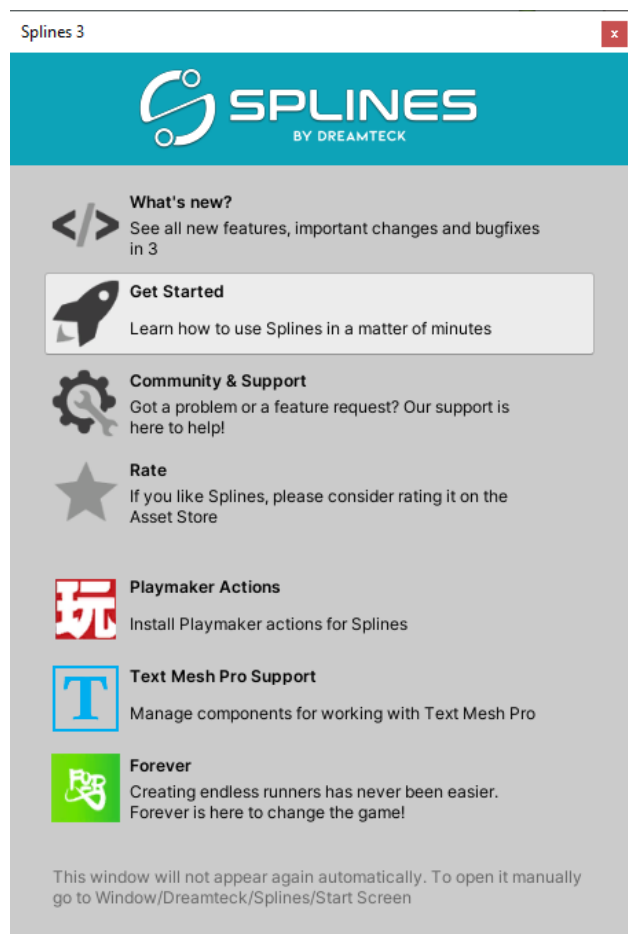 Splines 3
x
SPLINES
BY DREAMTECK
What's new?
See all new features, important changes and bugfixes
in 3
Get Started
Learn how to use Splines in a matter of minutes
Community & Support
Got a problem or a feature request? Our support is
here to help!
Rate
If you like Splines, please consider rating it on the
Asset Store
玩
Playmaker Actions
Install Playmaker actions for Splines
T
Text Mesh Pro Support
Manage components for working with Text Mesh Pro
Forever
Creating endless runners has never been easier.
Forever is here to change the game!
This window will not appear again automatically. To open it manually
go to Window/Dreamteck/Splines/Start Screen